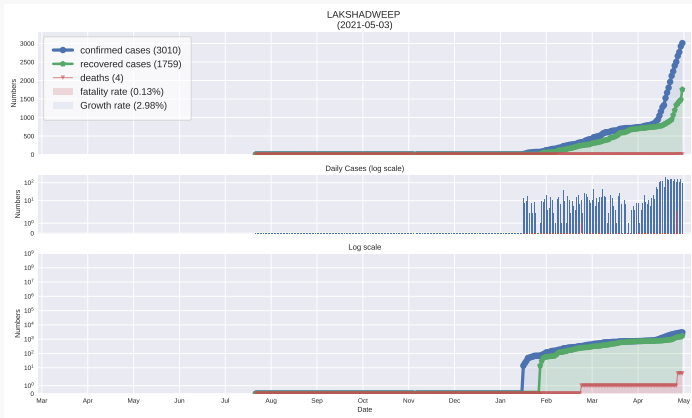 LAKSHADWEEP
(2021-05-03)
confirmed cases (3010)
recovered cases (1759)
deaths (4)
fatality rate (0.13%)
Growth rate (2.98%)
Numbers
3000
2500
2000
1500
1000
500
0
Daily Cases (log scale)
Numbers
10²
10¹
10⁰
0
Log scale
Numbers
10⁹
10⁸
10⁷
10⁶
10⁵
10⁴
10³
10²
10¹
10⁰
0
Mar Apr May Jun Jul Aug Sep Oct Nov Dec Jan Feb Mar Apr May
Date